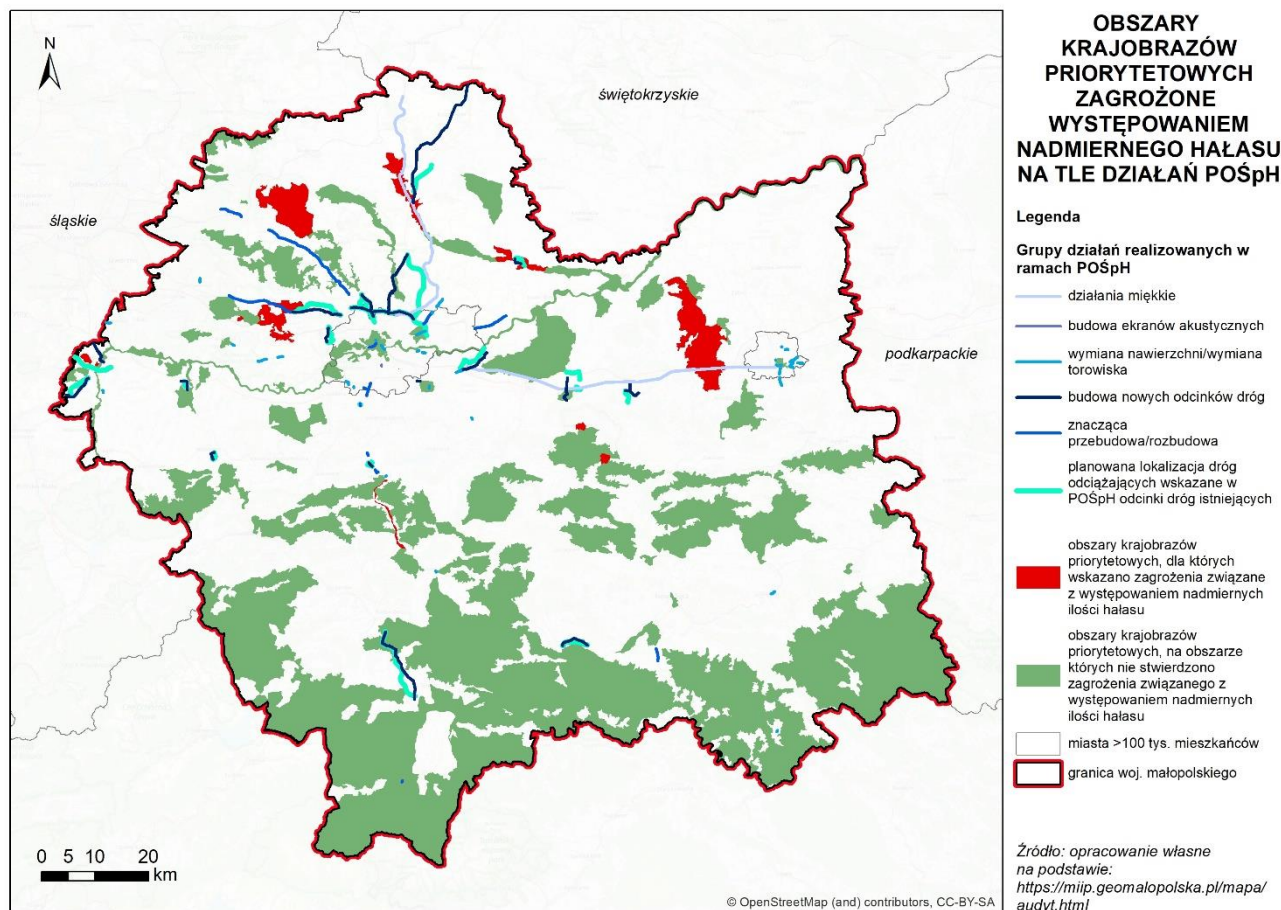 OBSZARY
KRAJOBRAZÓW
PRIORYTETOWYCH
ZAGROŻONE
WYSTĘPOWANIEM
NADMIERNEGO HAŁASU
NA TLE DZIAŁAŃ POŚpH
N
świętokrzyskie
śląskie
podkarpackie
Legenda
Grupy działań realizowanych w
ramach POŚpH
działania miękkie
budowa ekranów akustycznych
wymiana nawierzchni/wymiana
torowiska
budowa nowych odcinków dróg
znacząca
przebudowa/rozbudowa
planowana lokalizacja dróg
odciążających wskazane w
POŚpH odcinki dróg istniejących
obszary krajobrazów
priorytetowych, dla których
wskazano zagrożenia związane
z występowaniem nadmiernych
ilości hałasu
obszary krajobrazów
priorytetowych, na obszarze
których nie stwierdzono
zagrożenia związanego z
występowaniem nadmiernych
ilości hałasu
miasta >100 tys. mieszkańców
granica woj. małopolskiego
0 5 10 20
km
Źródło: opracowanie własne
na podstawie:
https://miip.geomalopolska.pl/mapa/
audyt.html
© OpenStreetMap (and) contributors, CC-BY-SA